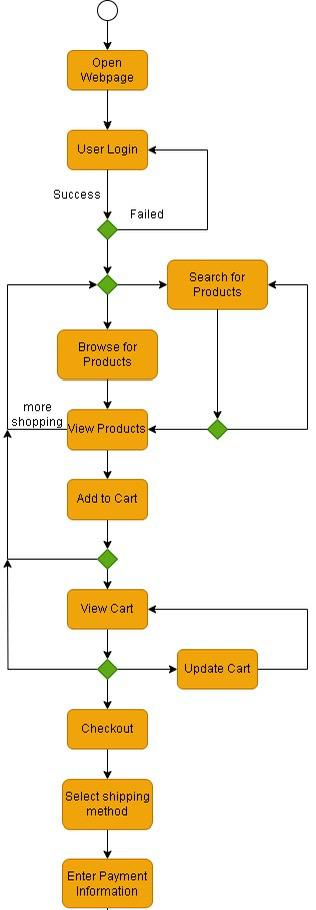 Open
Webpage
User Login
Success
Failed
Search for
Products
Browse for
Products
more
shopping
View Products
Add to Cart
View Cart
Update Cart
Checkout
Select shipping
method
Enter Payment
Information